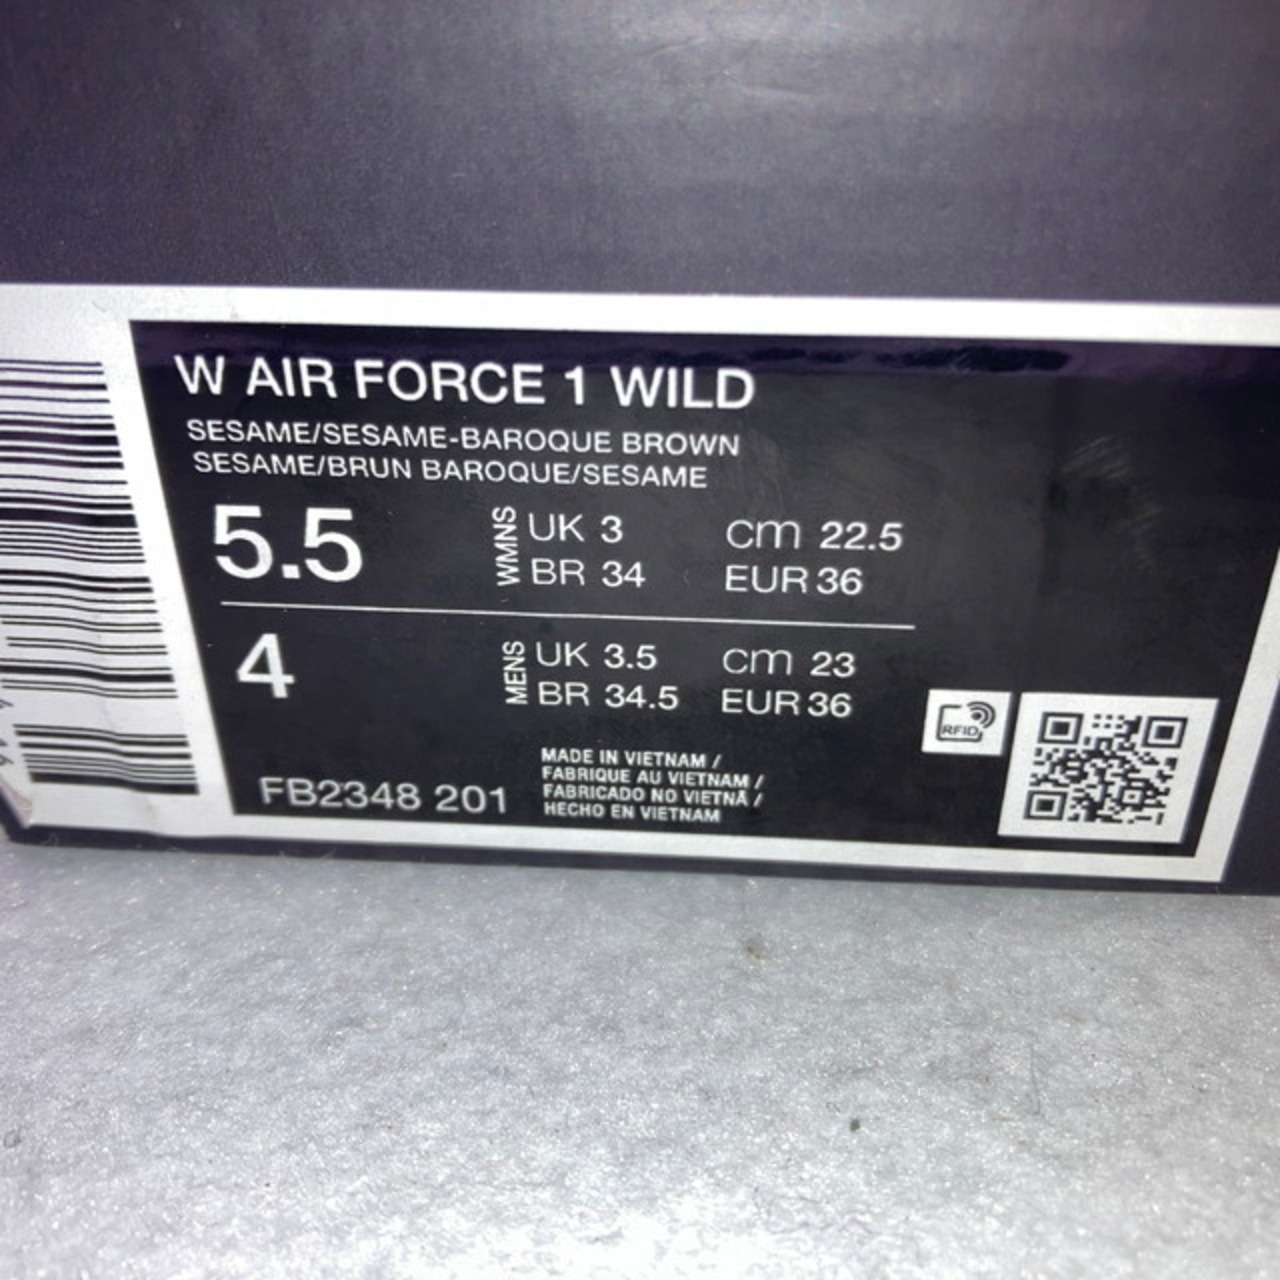 W AIR FORCE 1 WILD
SESAME/SESAME-BAROQUE BROWN
SESAME/BRUN BAROQUE/SESAME
5.5 WMNS UK 3 cm 22.5
BR 34 EUR 36
4 MENS UK 3.5 cm 23
BR 34.5 EUR 36
RFID
FB2348 201
MADE IN VIETNAM /
FABRIQUE AU VIETNAM /
FABRICADO NO VIETNÃ /
HECHO EN VIETNAM